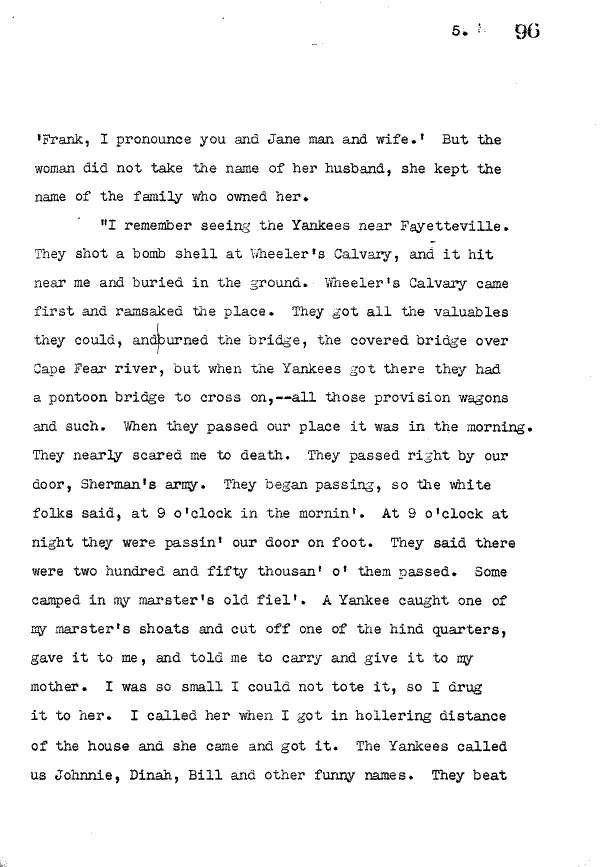 5. 96
'Frank, I pronounce you and Jane man and wife.' But the
woman did not take the name of her husband, she kept the
name of the family who owned her.
"I remember seeing the Yankees near Fayetteville.
They shot a bomb shell at Wheeler's Calvary, and it hit
near me and buried in the ground. Wheeler's Calvary came
first and ramsaked the place. They got all the valuables
they could, and|burned the bridge, the covered bridge over
Cape Fear river, but when the Yankees got there they had
a pontoon bridge to cross on,--all those provision wagons
and such. When they passed our place it was in the morning.
They nearly scared me to death. They passed right by our
door, Sherman's army. They began passing, so the white
folks said, at 9 o'clock in the mornin'. At 9 o'clock at
night they were passin' our door on foot. They said there
were two hundred and fifty thousan' o' them passed. Some
camped in my marster's old fiel'. A Yankee caught one of
my marster's shoats and cut off one of the hind quarters,
gave it to me, and told me to carry and give it to my
mother. I was so small I could not tote it, so I drug
it to her. I called her when I got in hollering distance
of the house and she came and got it. The Yankees called
us Johnnie, Dinah, Bill and other funny names. They beat